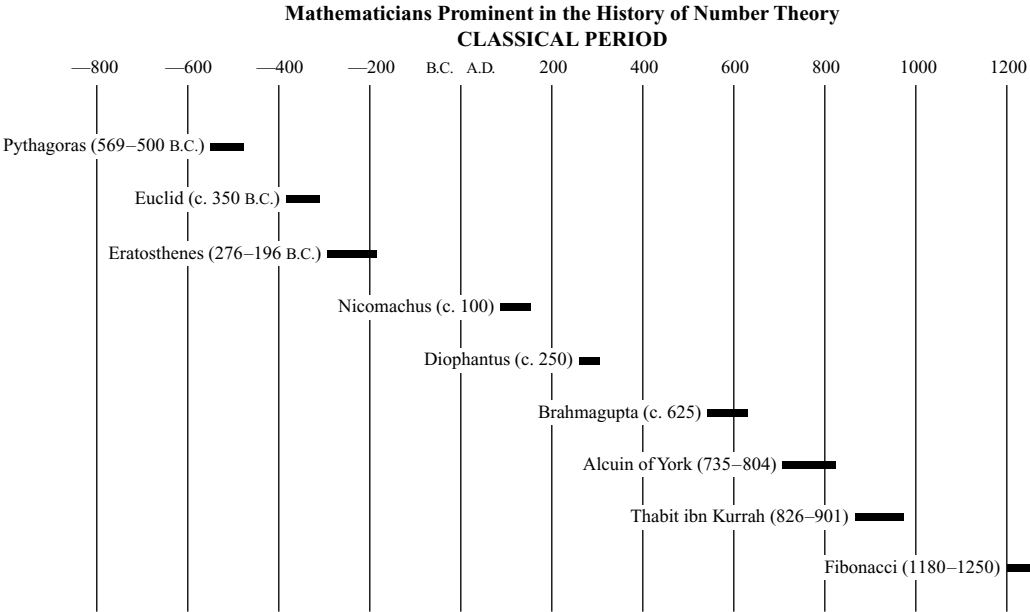 Mathematicians Prominent in the History of Number Theory
CLASSICAL PERIOD
—800 —600 —400 —200 B.C. A.D. 200 400 600 800 1000 1200
Pythagoras (569–500 B.C.)
Euclid (c. 350 B.C.)
Eratosthenes (276–196 B.C.)
Nicomachus (c. 100)
Diophantus (c. 250)
Brahmagupta (c. 625)
Alcuin of York (735–804)
Thabit ibn Kurrah (826–901)
Fibonacci (1180–1250)